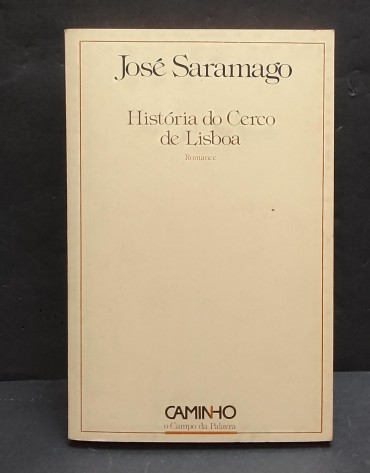 José Saramago
História do Cerco
de Lisboa
Romance
CAMINHO
o Campo da Palavra